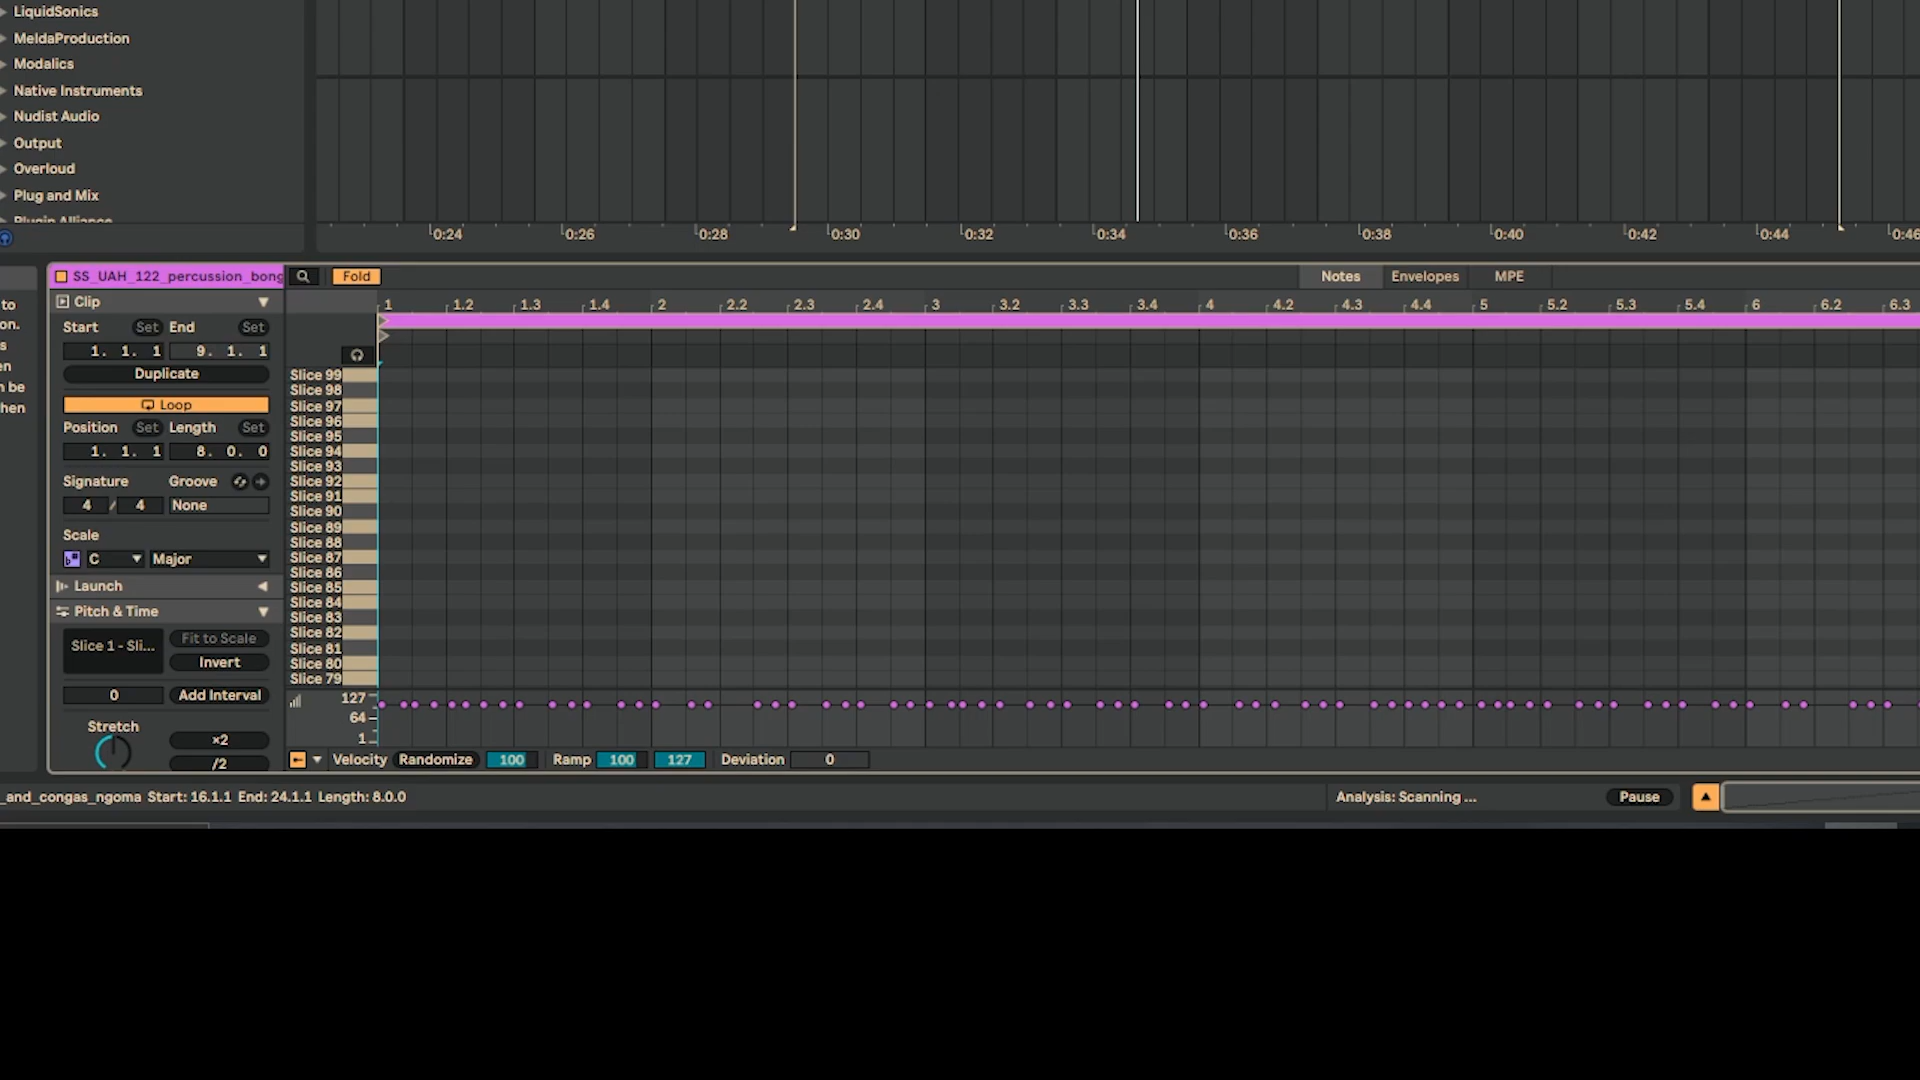 LiquidSonics
MeldaProduction
Modalics
Native Instruments
Nudist Audio
Output
Overloud
Plug and Mix
Plugin Alliance
0:24 0:26 0:28 0:30 0:32 0:34 0:36 0:38 0:40 0:42 0:44 0:46
to
on.
s
en
n be
hen
SS_UAH_122_percussion_bong
Fold
Notes Envelopes MPE
Clip
1 1.2 1.3 1.4 2 2.2 2.3 2.4 3 3.2 3.3 3.4 4 4.2 4.3 4.4 5 5.2 5.3 5.4 6 6.2 6.3
Start Set End Set
1. 1. 1 9. 1. 1
Duplicate
Loop
Position Set Length Set
1. 1. 1 8. 0. 0
Signature Groove
4 / 4 None
Scale
C Major
Launch
Pitch & Time
Slice 1 - Sli... Fit to Scale
Invert
0 Add Interval
Stretch
×2
/2
Slice 99
Slice 98
Slice 97
Slice 96
Slice 95
Slice 94
Slice 93
Slice 92
Slice 91
Slice 90
Slice 89
Slice 88
Slice 87
Slice 86
Slice 85
Slice 84
Slice 83
Slice 82
Slice 81
Slice 80
Slice 79
127
64
1
Velocity Randomize 100 Ramp 100 127 Deviation 0
_and_congas_ngoma Start: 16.1.1 End: 24.1.1 Length: 8.0.0
Analysis: Scanning ... Pause